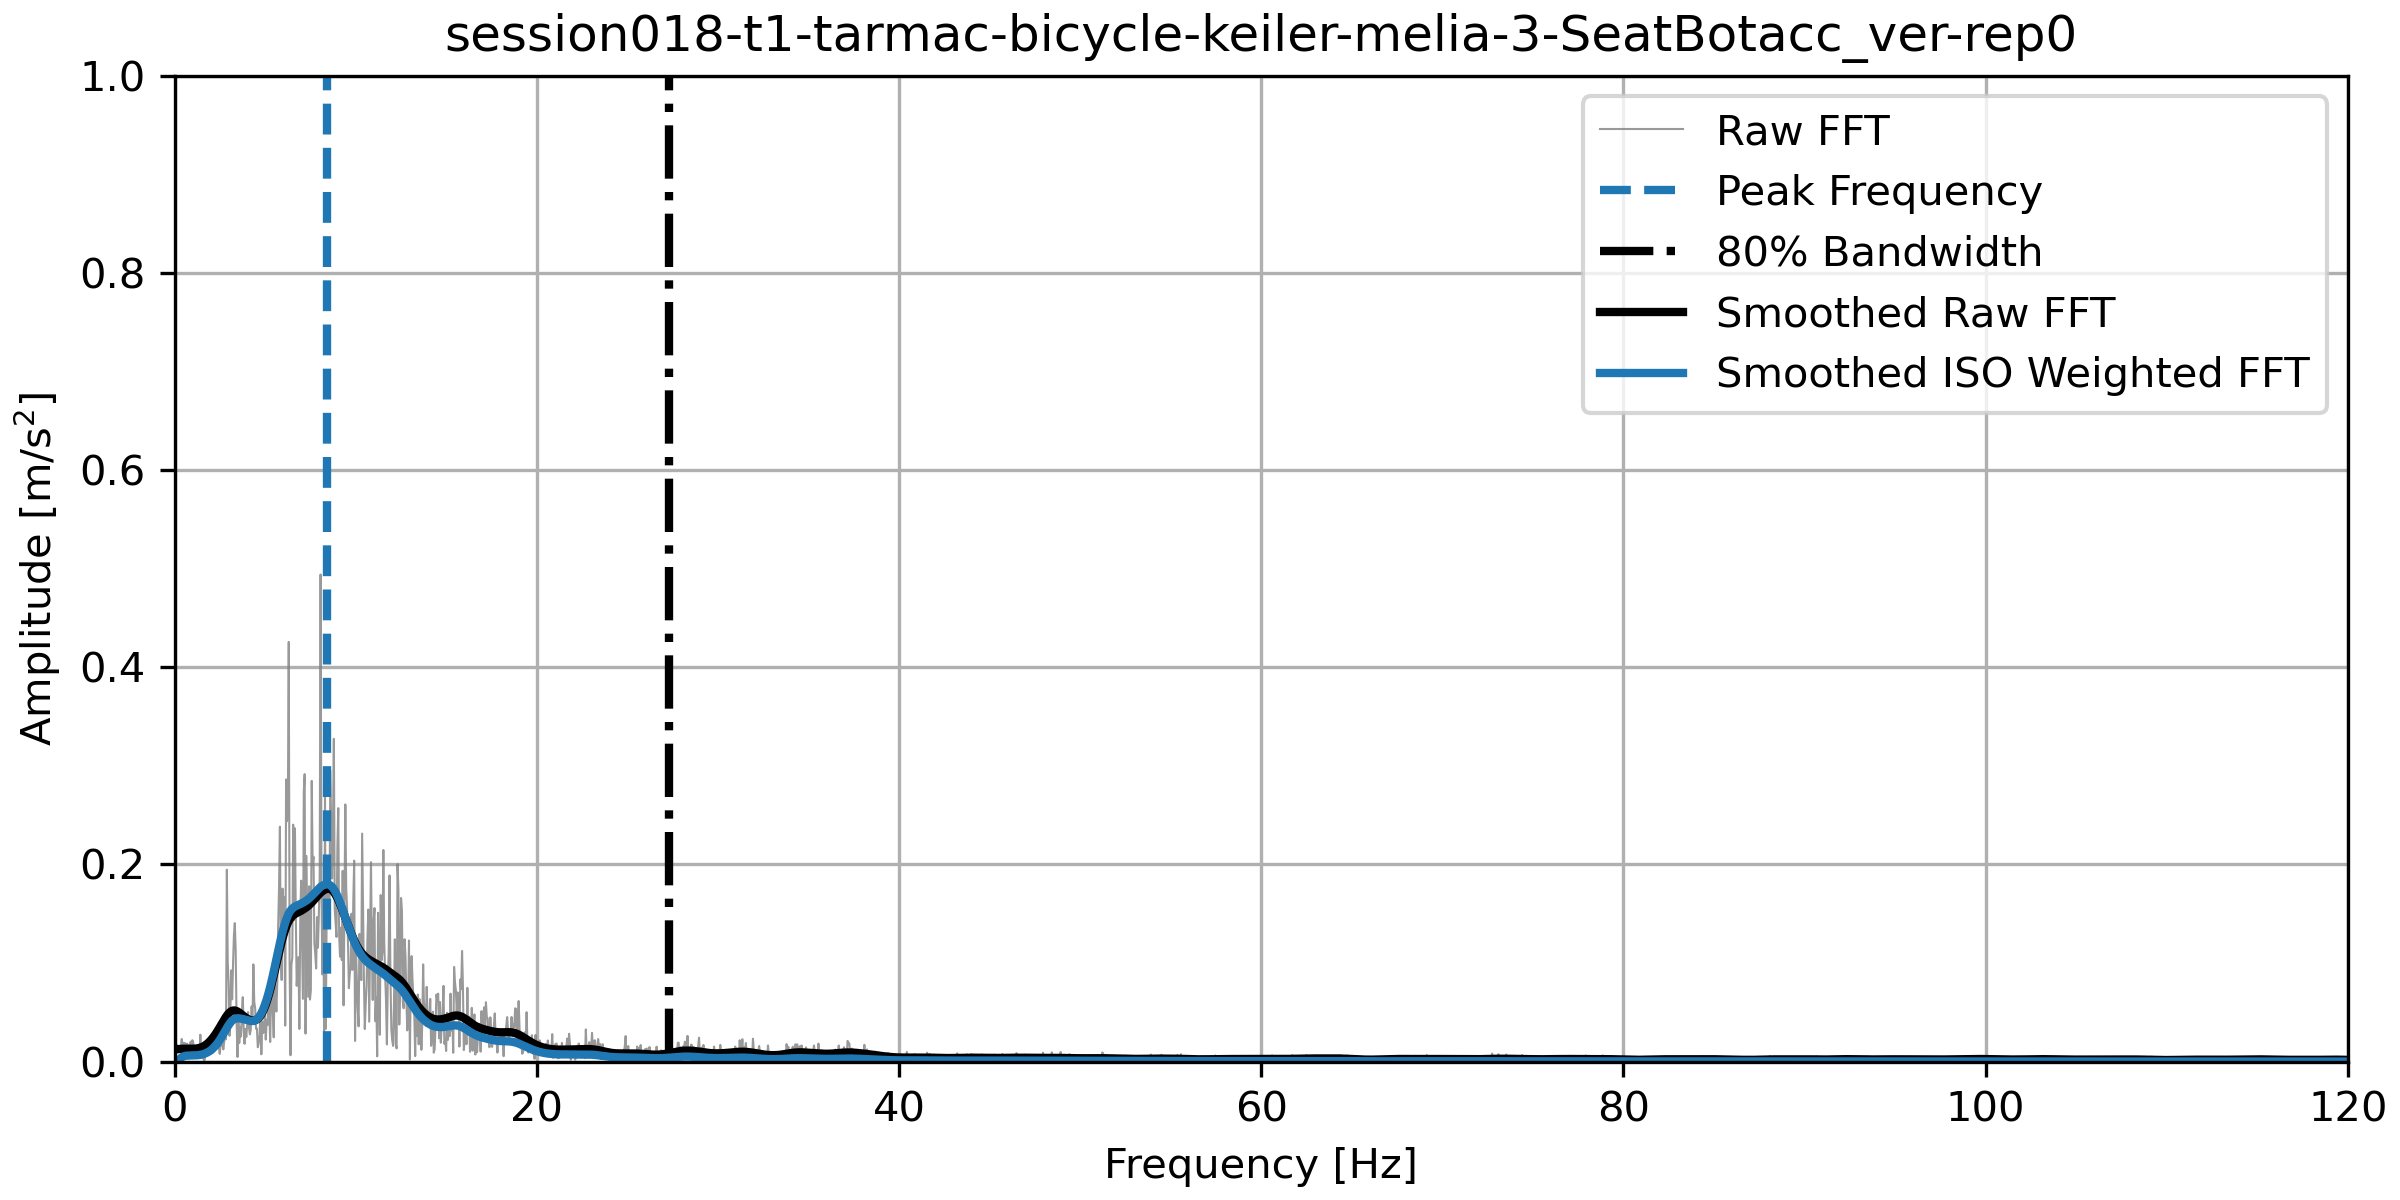 session018-t1-tarmac-bicycle-keiler-melia-3-SeatBotacc_ver-rep0
1.0
0.8
0.6
0.4
0.2
0.0
Amplitude [m/s²]
Raw FFT
Peak Frequency
80% Bandwidth
Smoothed Raw FFT
Smoothed ISO Weighted FFT
0 20 40 60 80 100 120
Frequency [Hz]